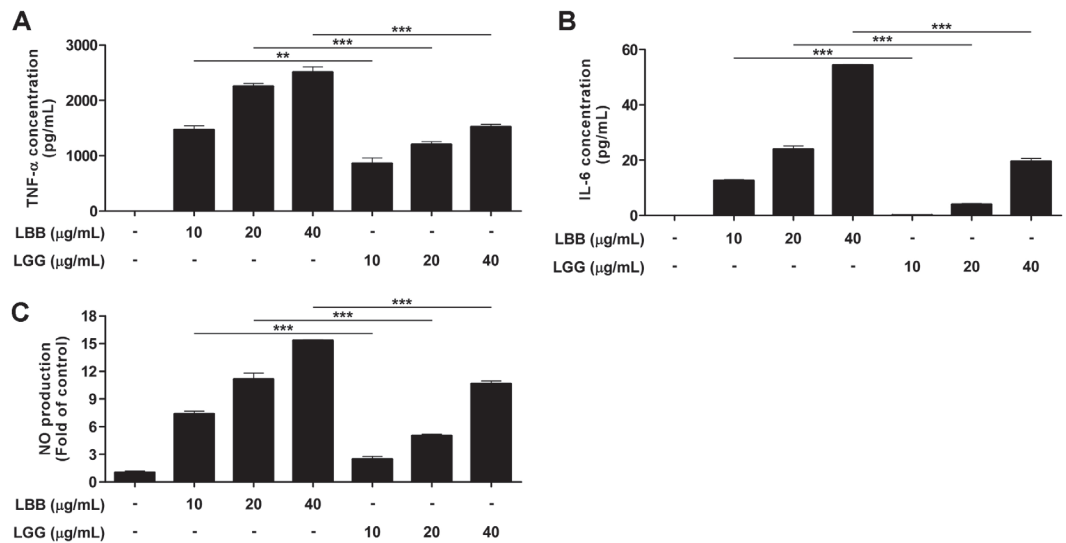 A
TNF-α concentration
(pg/mL)
3000
2000
1000
0
***
***
**
LBB (μg/mL) - 10 20 40 - - -
LGG (μg/mL) - - - - 10 20 40
B
IL-6 concentration
(pg/mL)
60
40
20
0
***
***
***
LBB (μg/mL) - 10 20 40 - - -
LGG (μg/mL) - - - - 10 20 40
C
NO production
(Fold of control)
18
15
12
9
6
3
0
***
***
***
LBB (μg/mL) - 10 20 40 - - -
LGG (μg/mL) - - - - 10 20 40